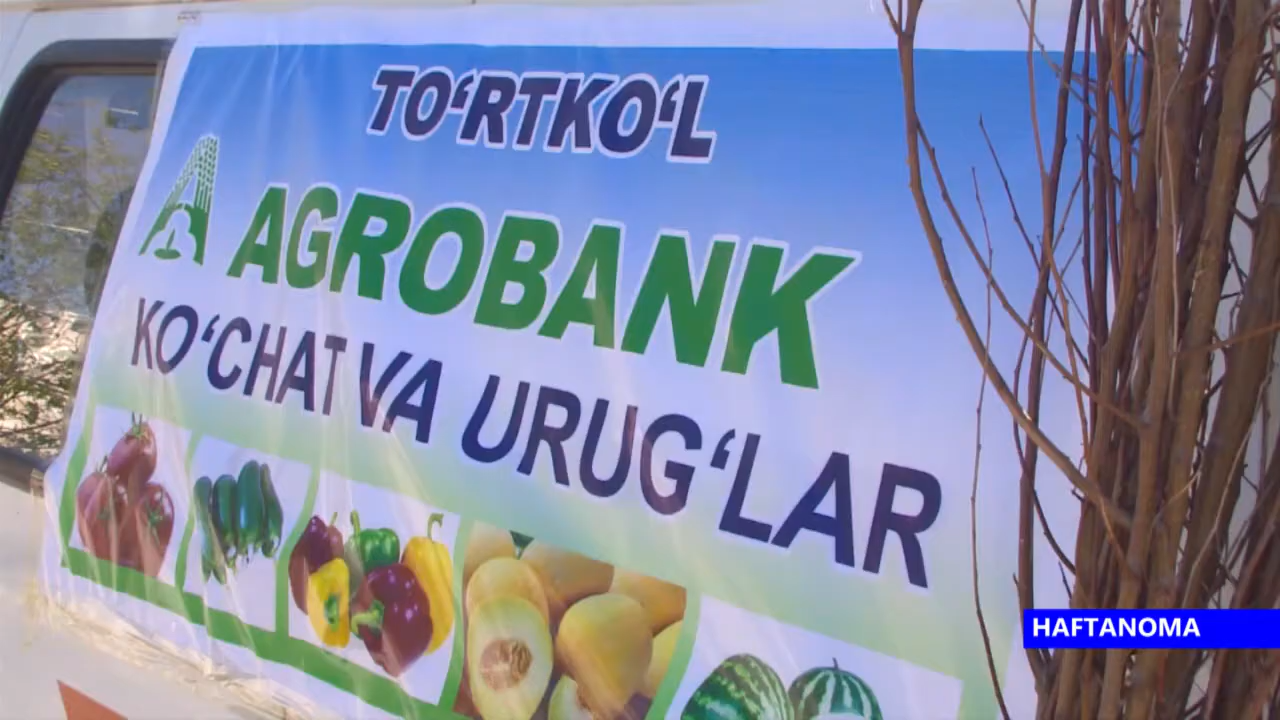 TO‘RTKO‘L
AGROBANK
KO‘CHAT VA URUG‘LAR
HAFTANOMA